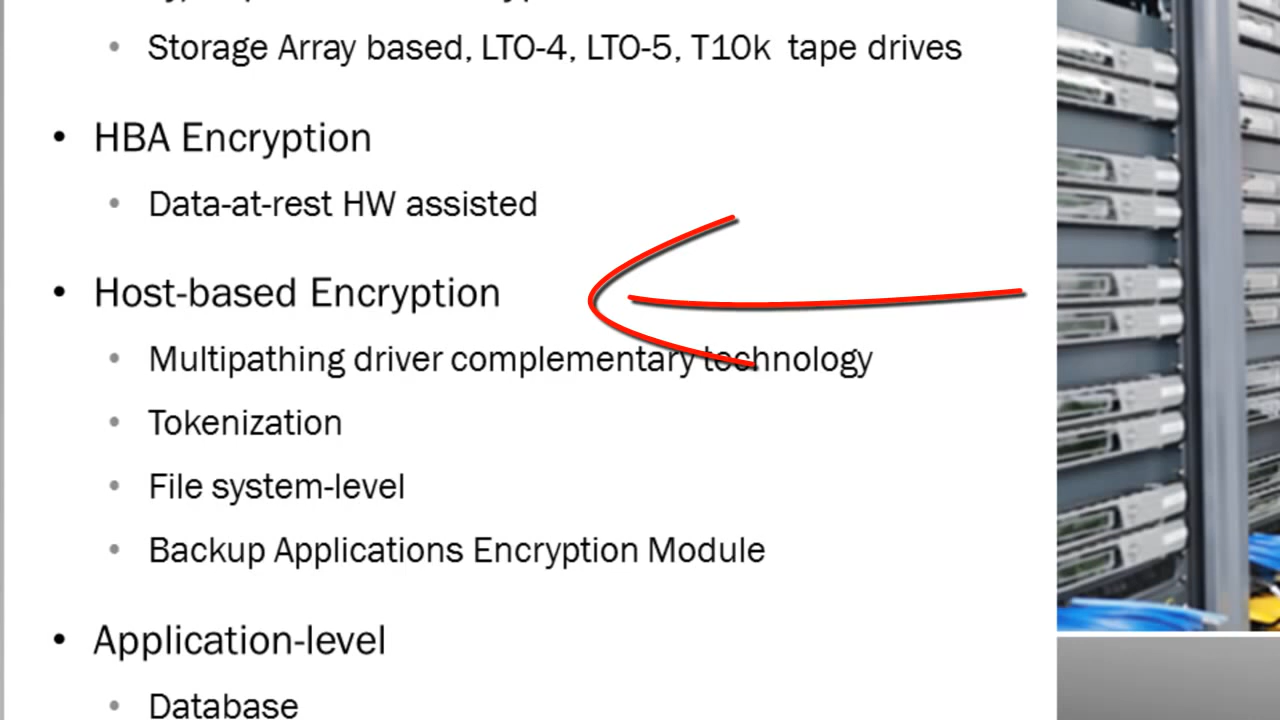 Storage Array based, LTO-4, LTO-5, T10k tape drives
HBA Encryption
Data-at-rest HW assisted
Host-based Encryption
Multipathing driver complementary technology
Tokenization
File system-level
Backup Applications Encryption Module
Application-level
Database